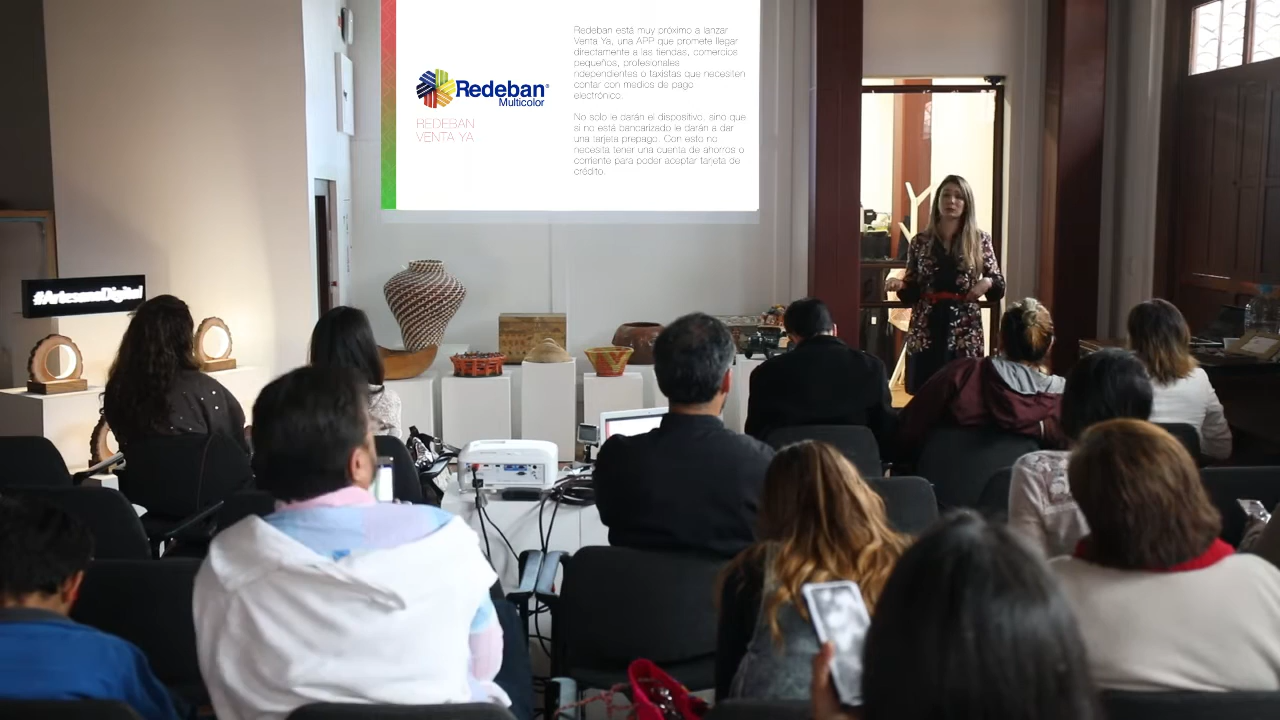 Redeban®
Multicolor
REDEBAN
VENTA YA
Redeban está muy próximo a lanzar
Venta Ya, una APP que promete llegar
directamente a las tiendas, comercios
pequeños, profesionales
ndependientes o taxistas que necesiten
contar con medios de pago
electrónico.
No solo le darán el dispositivo, sino que
si no está bancarizado le darán a dar
una tarjeta prepago. Con esto no
necesita tener una cuenta de ahorros o
corriente para poder aceptar tarjeta de
crédito.
#ArtesanoDigital